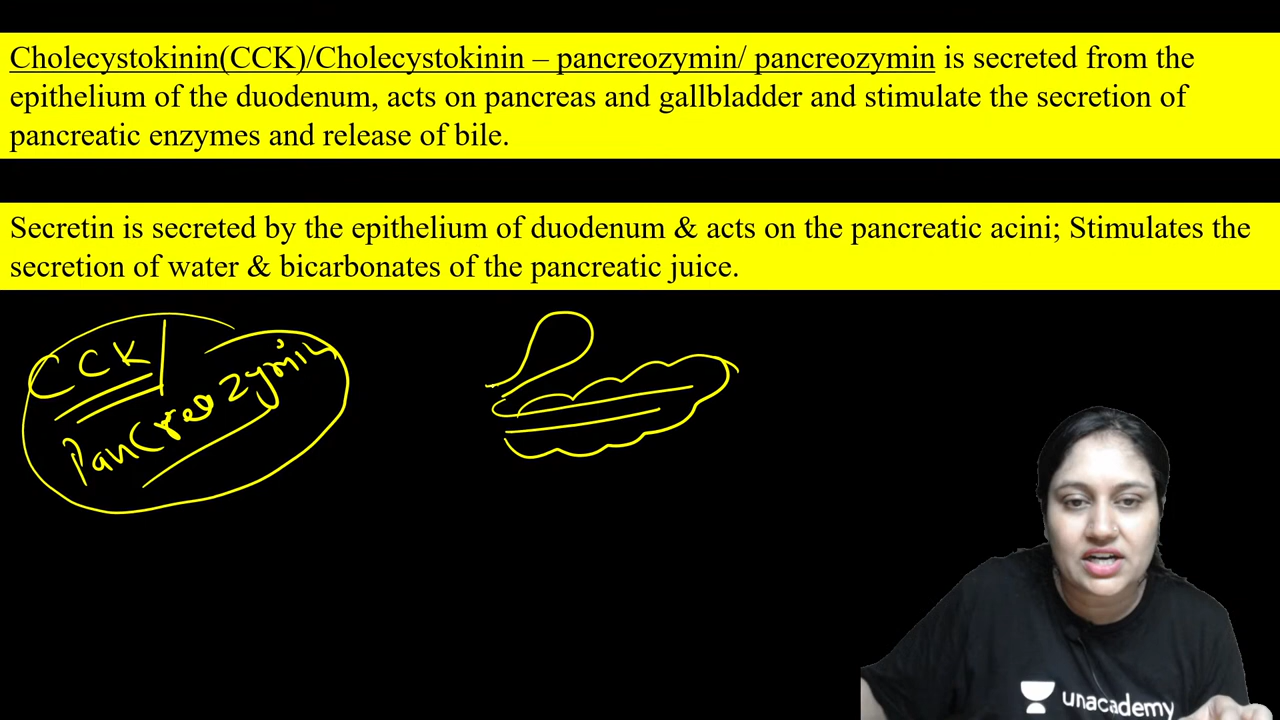 Cholecystokinin(CCK)/Cholecystokinin – pancreozymin/ pancreozymin is secreted from the
epithelium of the duodenum, acts on pancreas and gallbladder and stimulate the secretion of
pancreatic enzymes and release of bile.
Secretin is secreted by the epithelium of duodenum & acts on the pancreatic acini; Stimulates the
secretion of water & bicarbonates of the pancreatic juice.
CCK/
Pancreozymin
unacademy